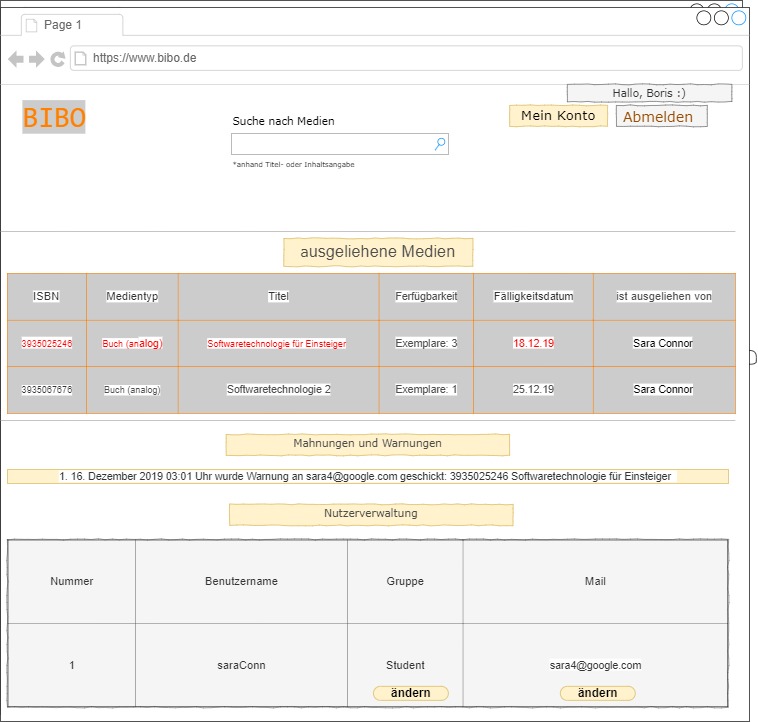 Page 1
https://www.bibo.de
Hallo, Boris :)
BIBO
Suche nach Medien
Mein Konto
Abmelden
*anhand Titel- oder Inhaltsangabe
ausgeliehene Medien
ISBN Medientyp Titel Ferfügbarkeit Fälligkeitsdatum ist ausgeliehen von
3935025246 Buch (analog) Softwaretechnologie für Einsteiger Exemplare: 3 18.12.19 Sara Connor
3935067676 Buch (analog) Softwaretechnologie 2 Exemplare: 1 25.12.19 Sara Connor
Mahnungen und Warnungen
1. 16. Dezember 2019 03:01 Uhr wurde Warnung an sara4@google.com geschickt: 3935025246 Softwaretechnologie für Einsteiger
Nutzerverwaltung
Nummer Benutzername Gruppe Mail
1 saraConn Student sara4@google.com
ändern ändern